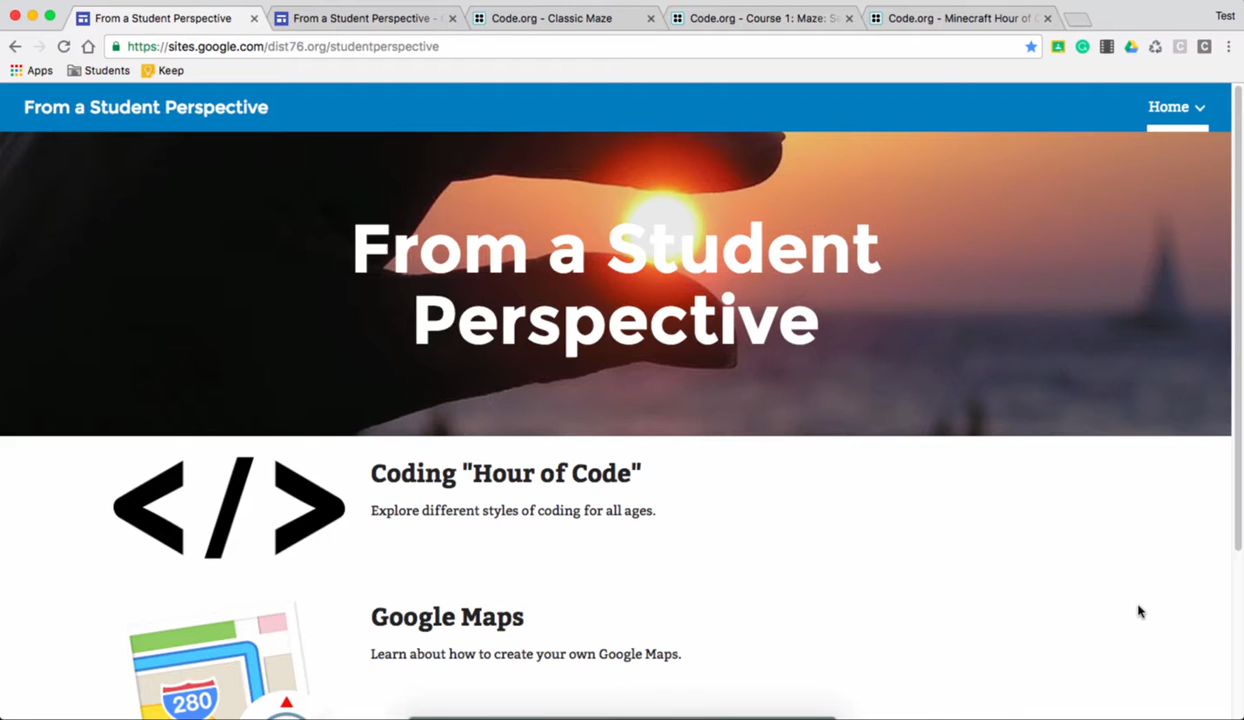 From a Student Perspective
From a Student Perspective -
Code.org - Classic Maze
Code.org - Course 1: Maze:
Code.org - Minecraft Hour of
Test
https://sites.google.com/dist76.org/studentperspective
Apps
Students
Keep
From a Student Perspective
Home
From a Student
Perspective
</>
Coding "Hour of Code"
Explore different styles of coding for all ages.
Google Maps
Learn about how to create your own Google Maps.
280